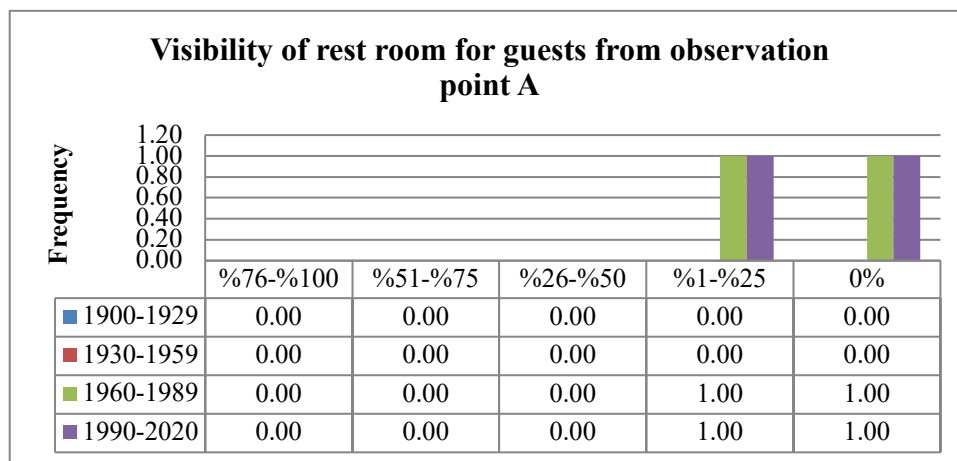 Visibility of rest room for guests from observation
point A
Frequency
1.20
1.00
0.80
0.60
0.40
0.20
0.00
%76-%100 %51-%75 %26-%50 %1-%25 0%
1900-1929 0.00 0.00 0.00 0.00 0.00
1930-1959 0.00 0.00 0.00 0.00 0.00
1960-1989 0.00 0.00 0.00 1.00 1.00
1990-2020 0.00 0.00 0.00 1.00 1.00